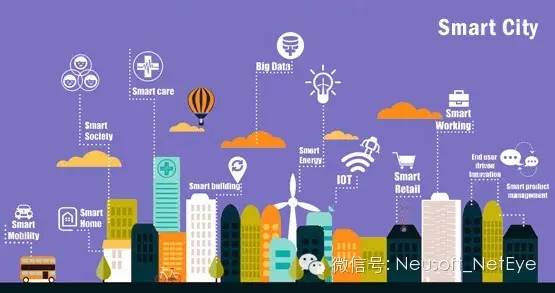 Smart City
Big Data
Smart care
Smart
Society
Smart
Energy
Smart
Working
IOT
Smart
Retail
End user
driven
innovation
Smart product
management
Smart building
Smart
Home
Smart
Mobility
微信号: Neusoft_NetEye